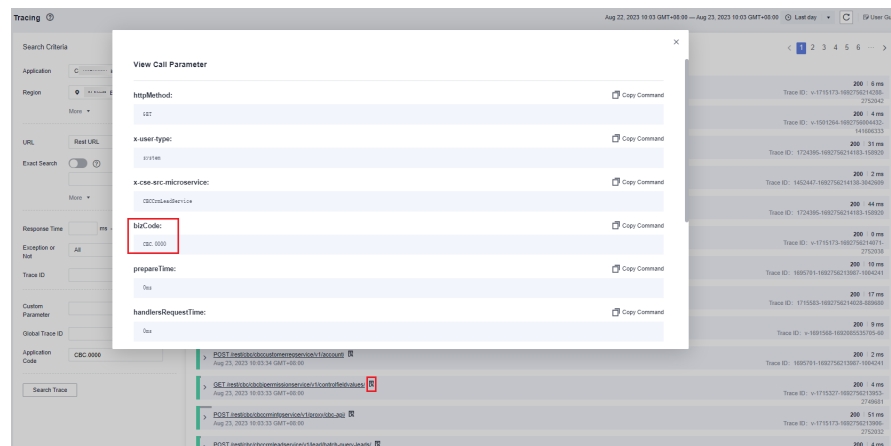 Tracing
Aug 22, 2023 10:03 GMT+08:00 — Aug 23, 2023 10:03 GMT+08:00 Last day
User Gu
Search Criteria
1 2 3 4 5 6 ··· >
Application
C
Region
More
URL
Rest URL
Exact Search
More
Response Time
ms
Exception or Not
All
Trace ID
Custom Parameter
Global Trace ID
Application Code
CBC.0000
Search Trace
View Call Parameter
httpMethod:
Copy Command
GET
x-user-type:
Copy Command
system
x-cse-src-microservice:
Copy Command
CBCCrmLeadService
bizCode:
Copy Command
CBC.0000
prepareTime:
Copy Command
0ms
handlersRequestTime:
Copy Command
0ms
200 6 ms
200 4 ms
200 31 ms
200 2 ms
200 44 ms
200 0 ms
200 10 ms
200 17 ms
200 9 ms
POST /rest/cbc/cbccustomerregservice/v1/account/
Aug 23, 2023 10:03:34 GMT+08:00
200 2 ms
GET /rest/cbc/cbcbipermissionservice/v1/controlfieldvalues/
Aug 23, 2023 10:03:33 GMT+08:00
200 4 ms
POST /rest/cbc/cbccrmintgservice/v1/proxy/cbc-api/
Aug 23, 2023 10:03:33 GMT+08:00
200 51 ms
POST /rest/cbc/cbccrmleadservice/v1/lead/batch-query-leads/
200 4 ms